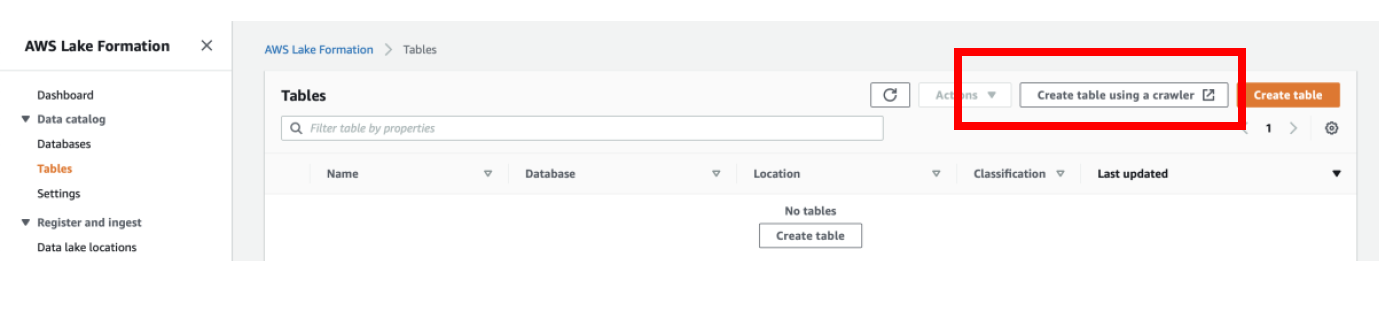 AWS Lake Formation
AWS Lake Formation > Tables
Dashboard
Data catalog
Databases
Tables
Settings
Register and ingest
Data lake locations
Tables
Actions
Create table using a crawler
Create table
Filter table by properties
1
Name Database Location Classification Last updated
No tables
Create table